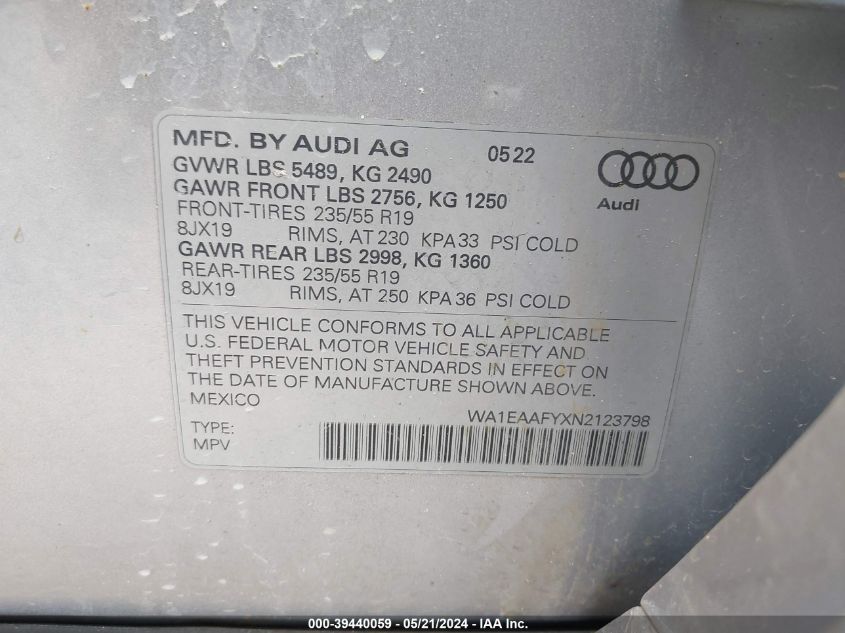 MFD. BY AUDI AG 0522
GVWR LBS 5489, KG 2490
GAWR FRONT LBS 2756, KG 1250
Audi
FRONT-TIRES 235/55 R19
8JX19 RIMS, AT 230 KPA33 PSI COLD
GAWR REAR LBS 2998, KG 1360
REAR-TIRES 235/55 R19
8JX19 RIMS, AT 250 KPA36 PSI COLD
THIS VEHICLE CONFORMS TO ALL APPLICABLE
U.S. FEDERAL MOTOR VEHICLE SAFETY AND
THEFT PREVENTION STANDARDS IN EFFECT ON
THE DATE OF MANUFACTURE SHOWN ABOVE.
MEXICO
WA1EAAFYXN2123798
TYPE:
MPV
000-39440059 - 05/21/2024 - IAA Inc.